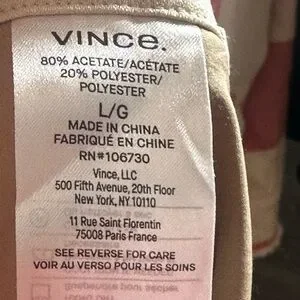 VINCE.
80% ACETATE/ACÉTATE
20% POLYESTER/
POLYESTER
L/G
MADE IN CHINA
FABRIQUÉ EN CHINE
RN#106730
Vince, LLC
500 Fifth Avenue, 20th Floor
New York, NY 10110
11 Rue Saint Florentin
75008 Paris France
SEE REVERSE FOR CARE
VOIR AU VERSO POUR LES SOINS